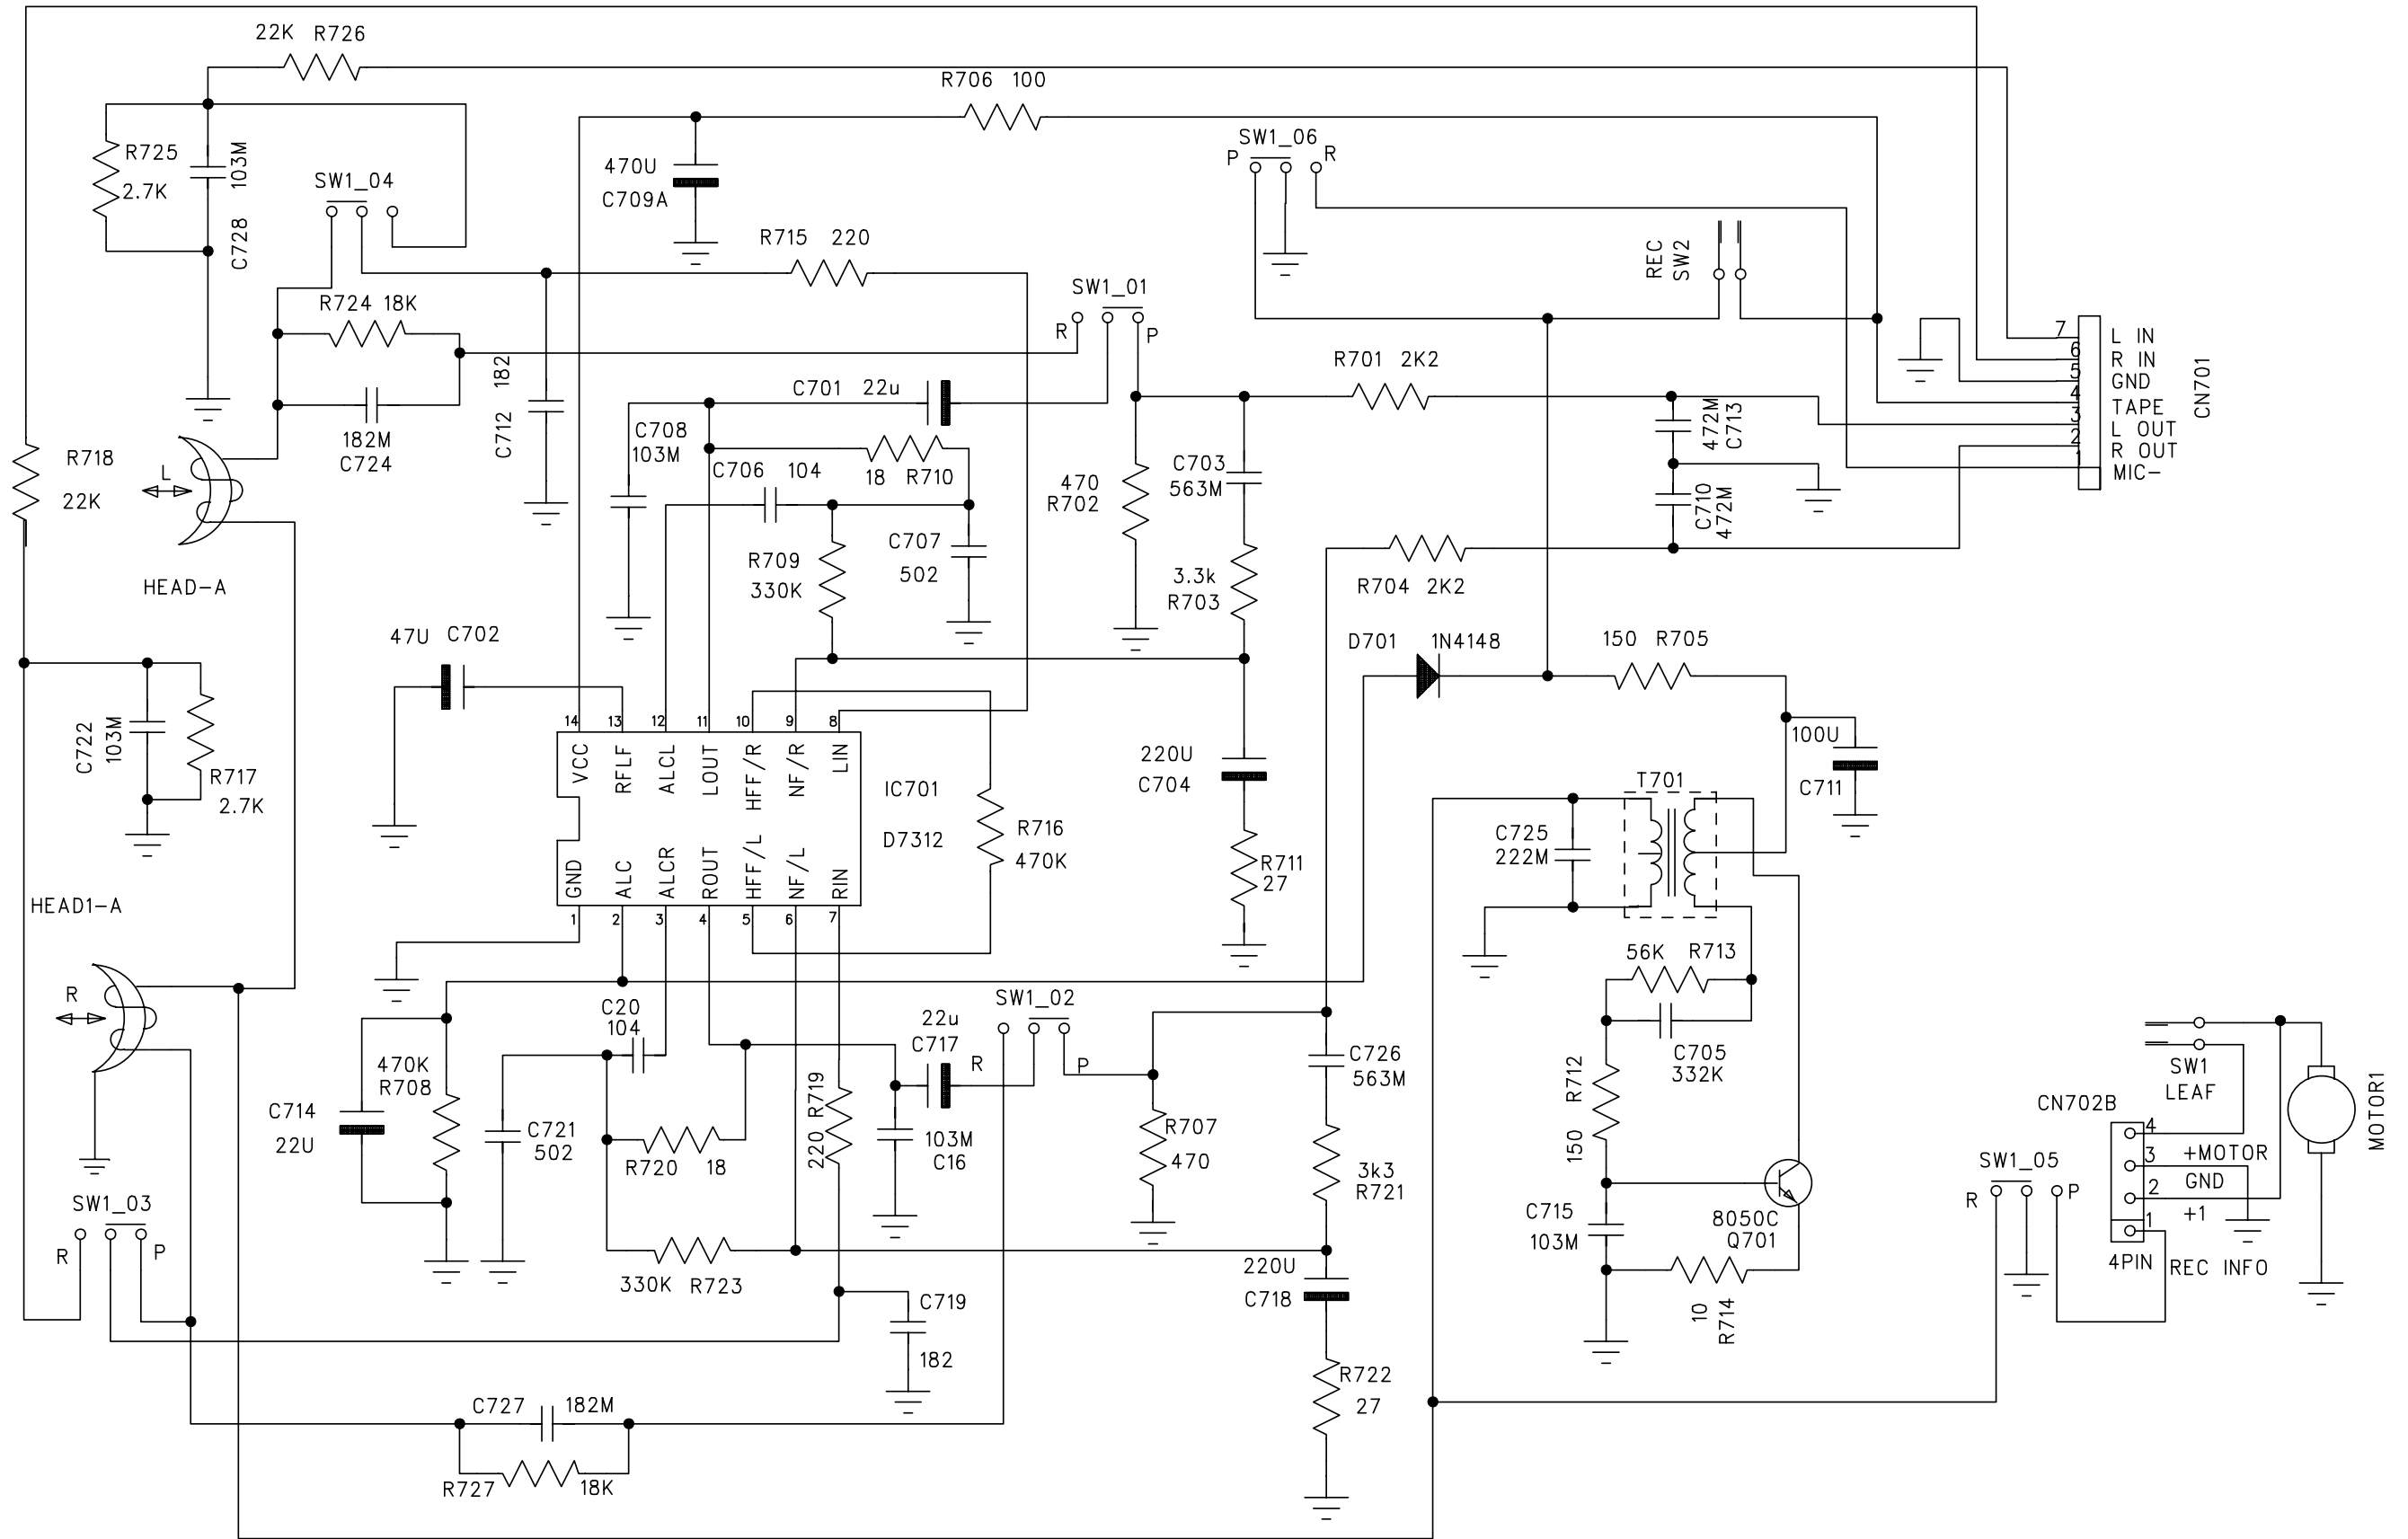 22K R726
R706 100
R725
2.7K
103M
C728
SW1_04
470U
C709A
SW1_06
P R
REC
SW2
R715 220
R724 18K
SW1_01
R P
182
C712
182M
C724
R718
22K
L
HEAD-A
C701 22u
C708
103M
C706 104
18 R710
R709
330K
C707
502
470
R702
C703
563M
3.3k
R703
R701 2K2
472M
C713
C710
472M
R704 2K2
7 L IN
6 R IN
5 GND
4 TAPE
3 L OUT
2 R OUT
1 MIC-
CN701
47U C702
D701 1N4148
150 R705
C722
103M
R717
2.7K
14 13 12 11 10 9 8
VCC RFLF ALCL LOUT HFF/R NF/R LIN
GND ALC ALCR ROUT HFF/L NF/L RIN
1 2 3 4 5 6 7
IC701
D7312
R716
470K
220U
C704
R711
27
100U
C711
T701
C725
222M
HEAD1-A
R
56K R713
C705
332K
R712
150
C20
104
22u
C717
SW1_02
R P
470K
R708
C714
22U
C721
502
R720 18
220 R719
103M
C16
R707
470
C726
563M
3k3
R721
C715
103M
8050C
Q701
10
R714
SW1
LEAF
CN702B
4 +MOTOR
3 GND
2 +1
1
4PIN REC INFO
MOTOR1
SW1_05
R P
SW1_03
R P
330K R723
C719
182
220U
C718
R722
27
C727 182M
R727 18K